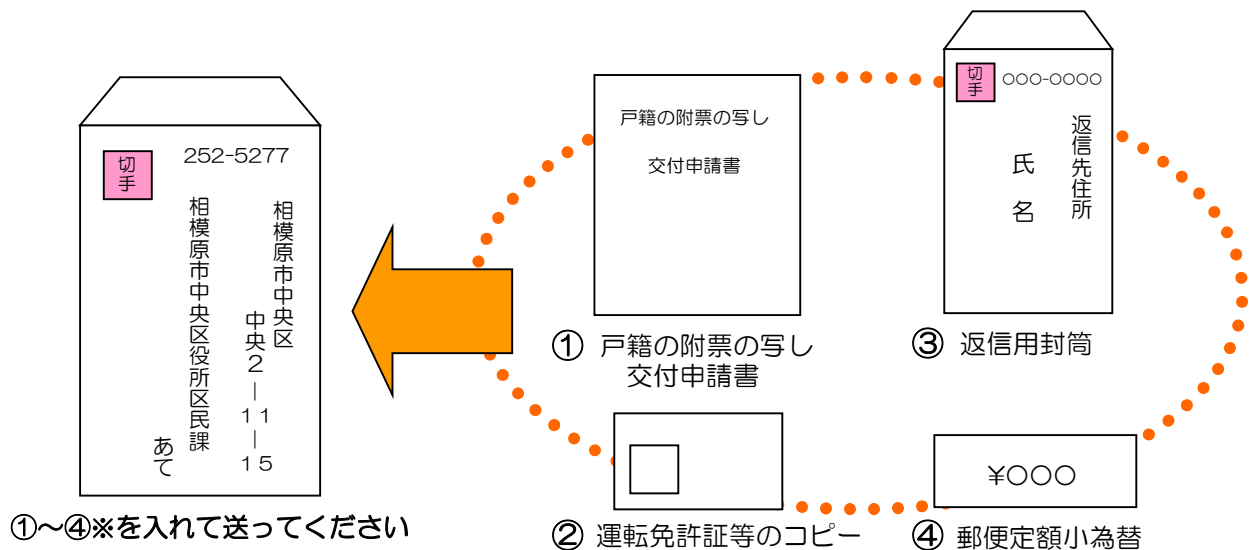 切手
252-5277
相模原市中央区
中央2―11―15
相模原市中央区役所区民課
あて
①～④※を入れて送ってください
戸籍の附票の写し
交付申請書
① 戸籍の附票の写し
交付申請書
② 運転免許証等のコピー
切手
○○○-○○○○
返信先住所
氏名
③ 返信用封筒
¥○○○
④ 郵便定額小為替